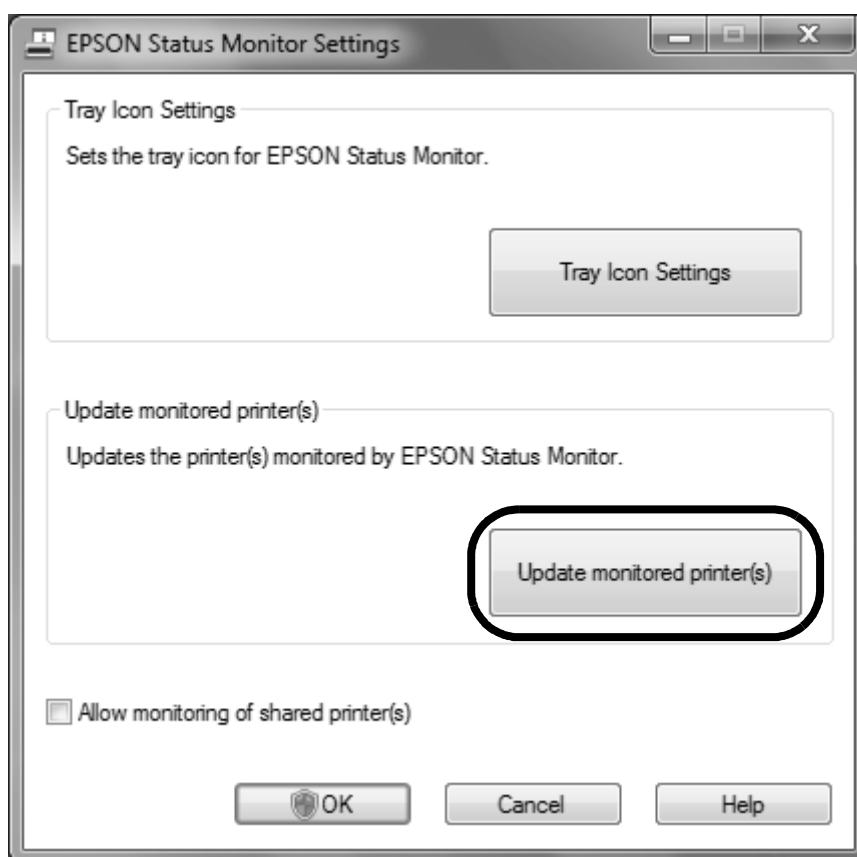 EPSON Status Monitor Settings
Tray Icon Settings
Sets the tray icon for EPSON Status Monitor.
Tray Icon Settings
Update monitored printer(s)
Updates the printer(s) monitored by EPSON Status Monitor.
Update monitored printer(s)
Allow monitoring of shared printer(s)
OK Cancel Help